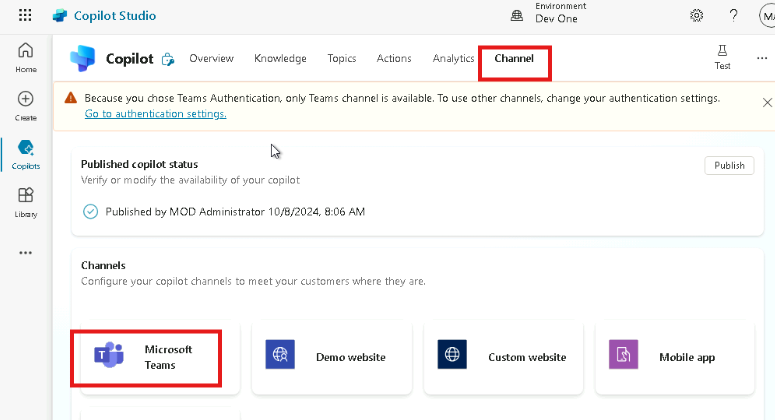 Copilot Studio
Environment
Dev One
?
MA
Home
Create
Copilots
Library
Copilot
Overview
Knowledge
Topics
Actions
Analytics
Channel
Test
Because you chose Teams Authentication, only Teams channel is available. To use other channels, change your authentication settings.
Go to authentication settings.
Published copilot status
Verify or modify the availability of your copilot
Publish
Published by MOD Administrator 10/8/2024, 8:06 AM
Channels
Configure your copilot channels to meet your customers where they are.
T
Microsoft
Teams
Demo website
Custom website
Mobile app